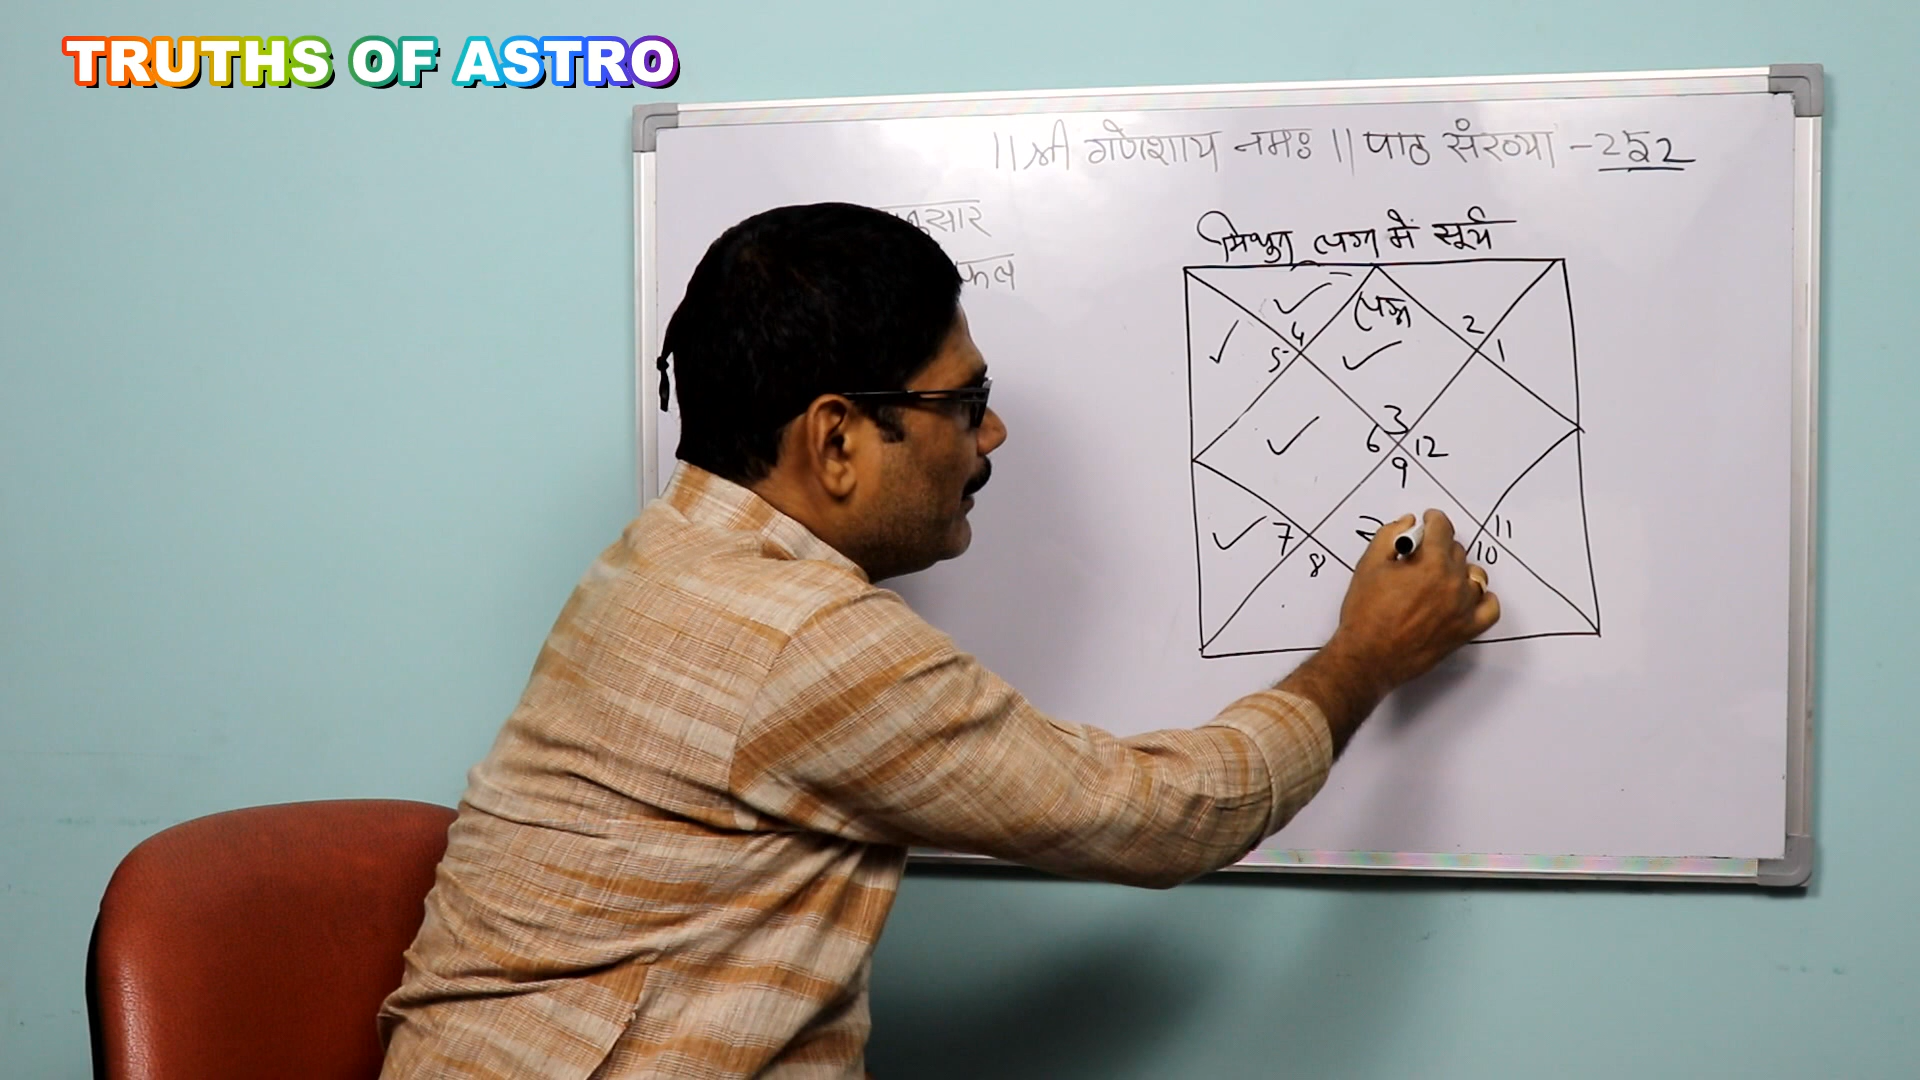 TRUTHS OF ASTRO
||श्री गणेशाय नमः|| पाठ संख्या -252
नुसार
फल
मिथुन लग्न में सूर्य
लग्न
4 2
5 1
3
6 12
9
7 11
8 10